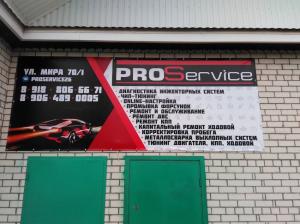 PROService
УЛ. МИРА 70/1
PROSERVICE26
8 918 806 66 71
8 906 489 0005
ДИАГНОСТИКА ИНЖЕКТОРНЫХ СИСТЕМ
ЧИП-ТЮНИНГ
ONLINE-НАСТРОЙКА
ПРОМЫВКА ФОРСУНОК
РЕМОНТ И ОБСЛУЖИВАНИЕ
РЕМОНТ ДВС
РЕМОНТ КПП
КАПИТАЛЬНЫЙ РЕМОНТ ХОДОВОЙ
КОРРЕКТИРОВКА ПРОБЕГА
МЕТАЛЛОСВАРКА ВЫХЛОПНЫХ СИСТЕМ
ТЮНИНГ ДВИГАТЕЛЯ, КПП, ХОДОВОЙ